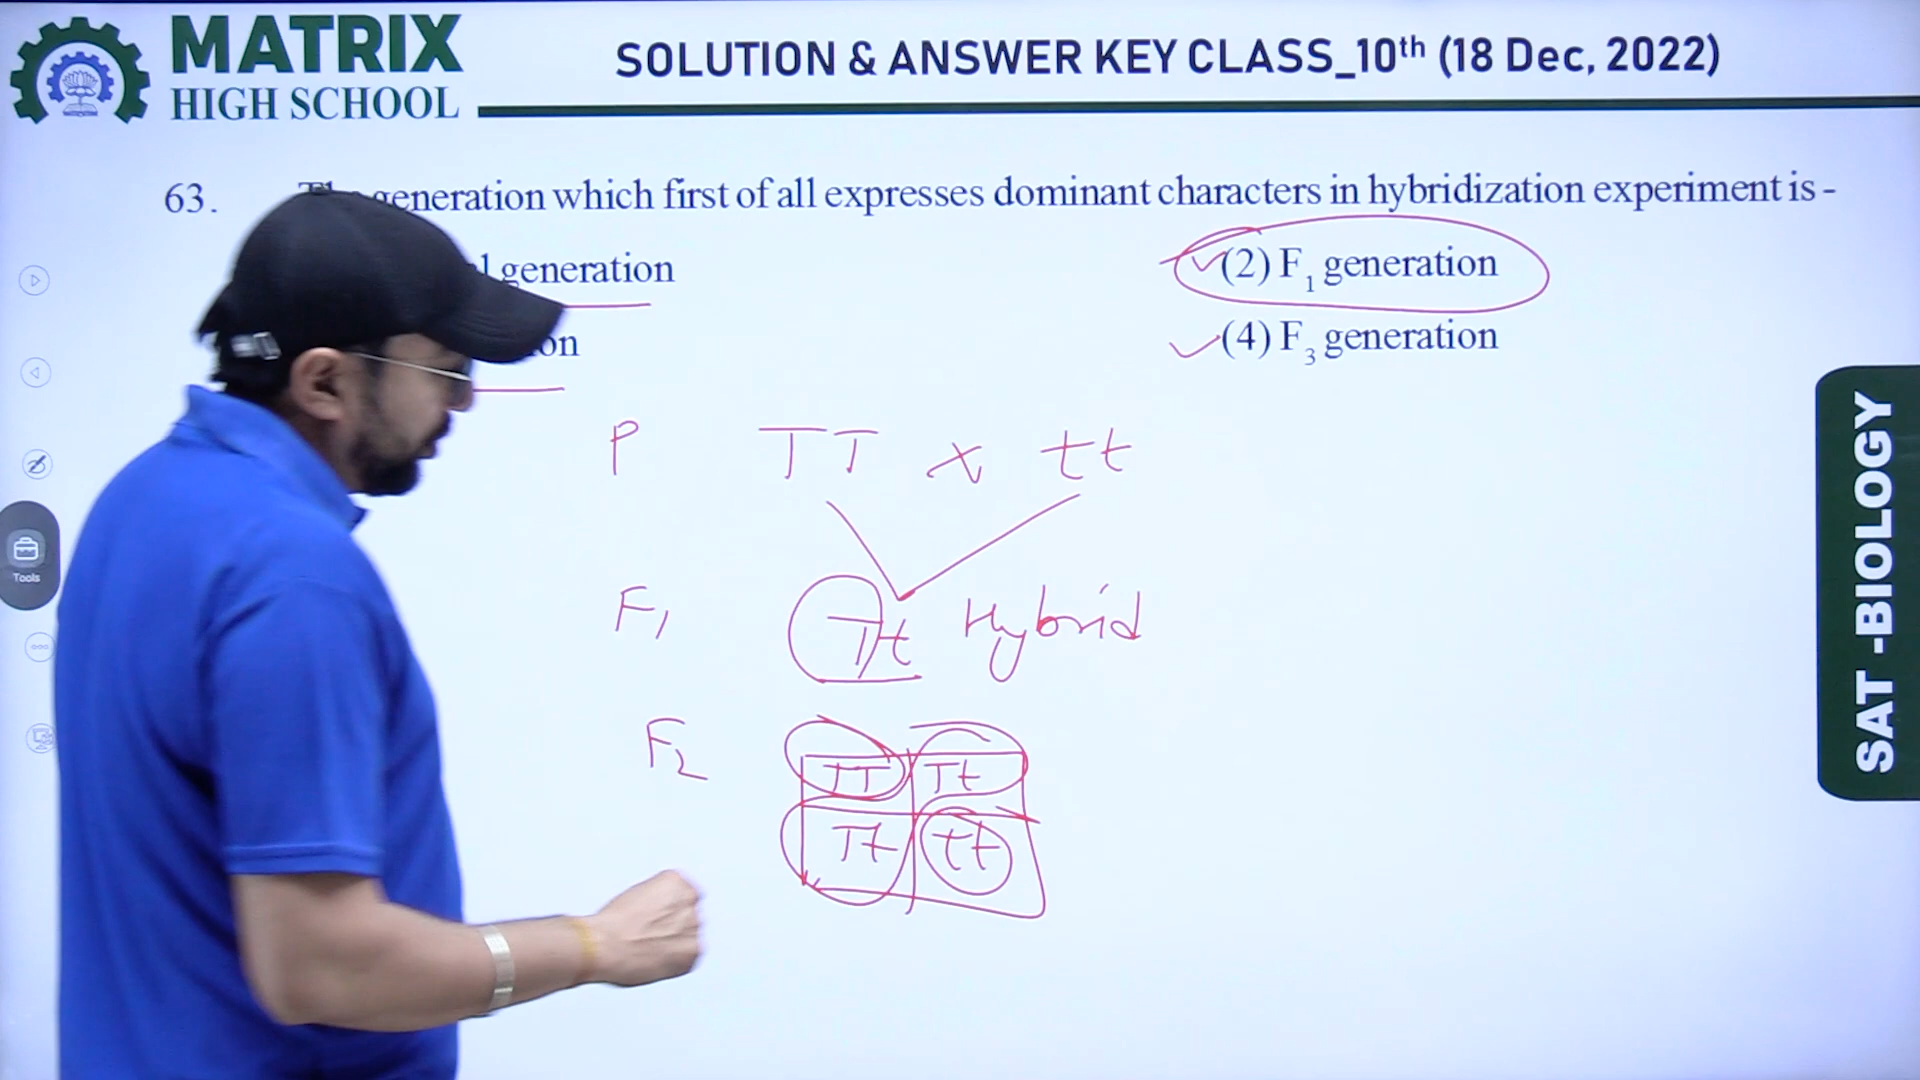 MATRIX
HIGH SCHOOL
SOLUTION & ANSWER KEY CLASS_10th (18 Dec, 2022)
63. generation which first of all expresses dominant characters in hybridization experiment is -
generation
(2) F1 generation
(4) F3 generation
P TT x tt
F1 Tt Hybrid
F2
TT Tt
Tt tt
Tools
SAT -BIOLOGY